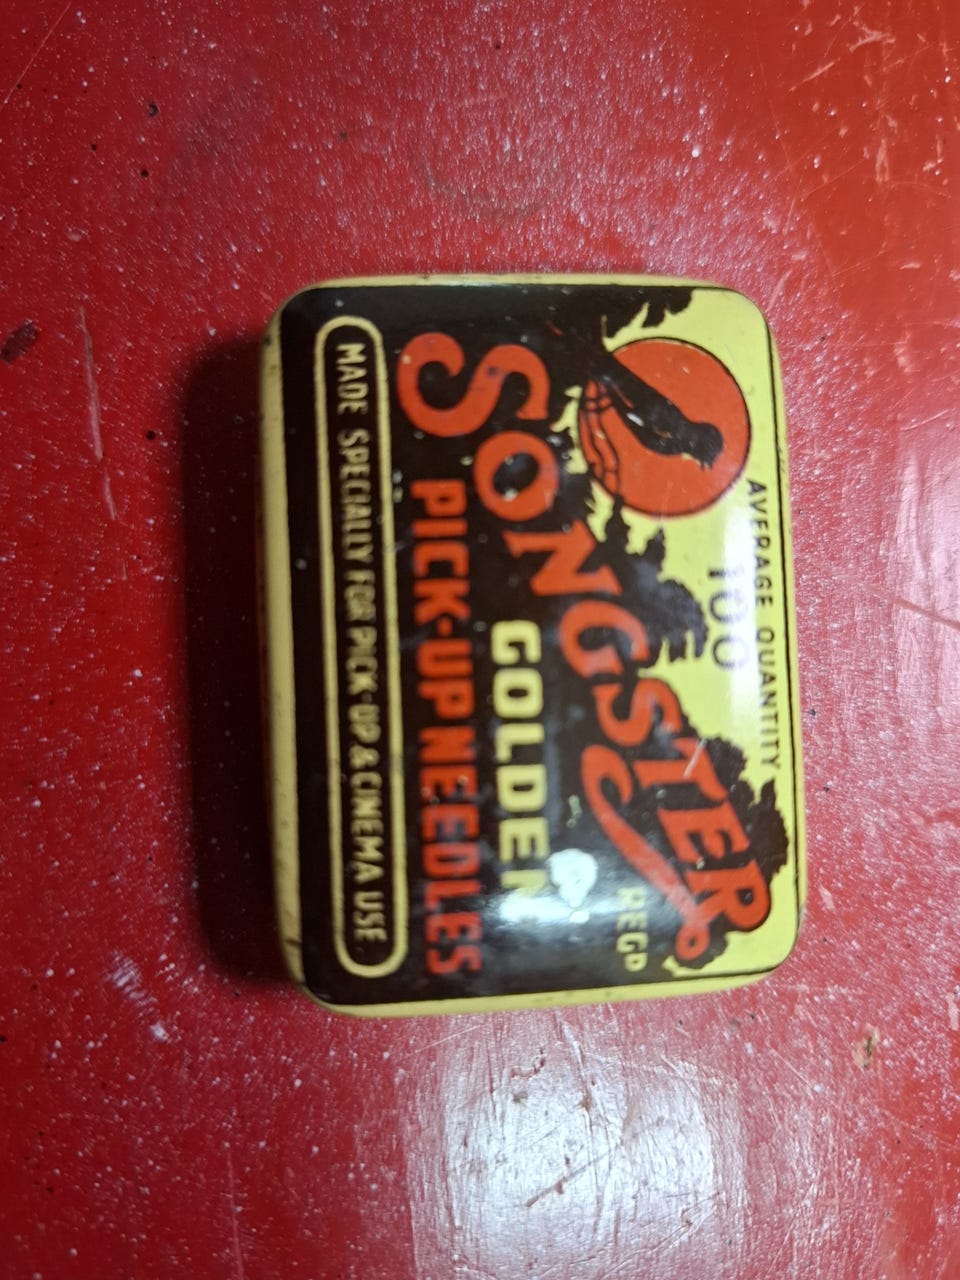 AVERAGE QUANTITY
100
SONGSTER
REGD
GOLDEN
PICK-UP NEEDLES
MADE SPECIALLY FOR PICK-UP & CINEMA USE